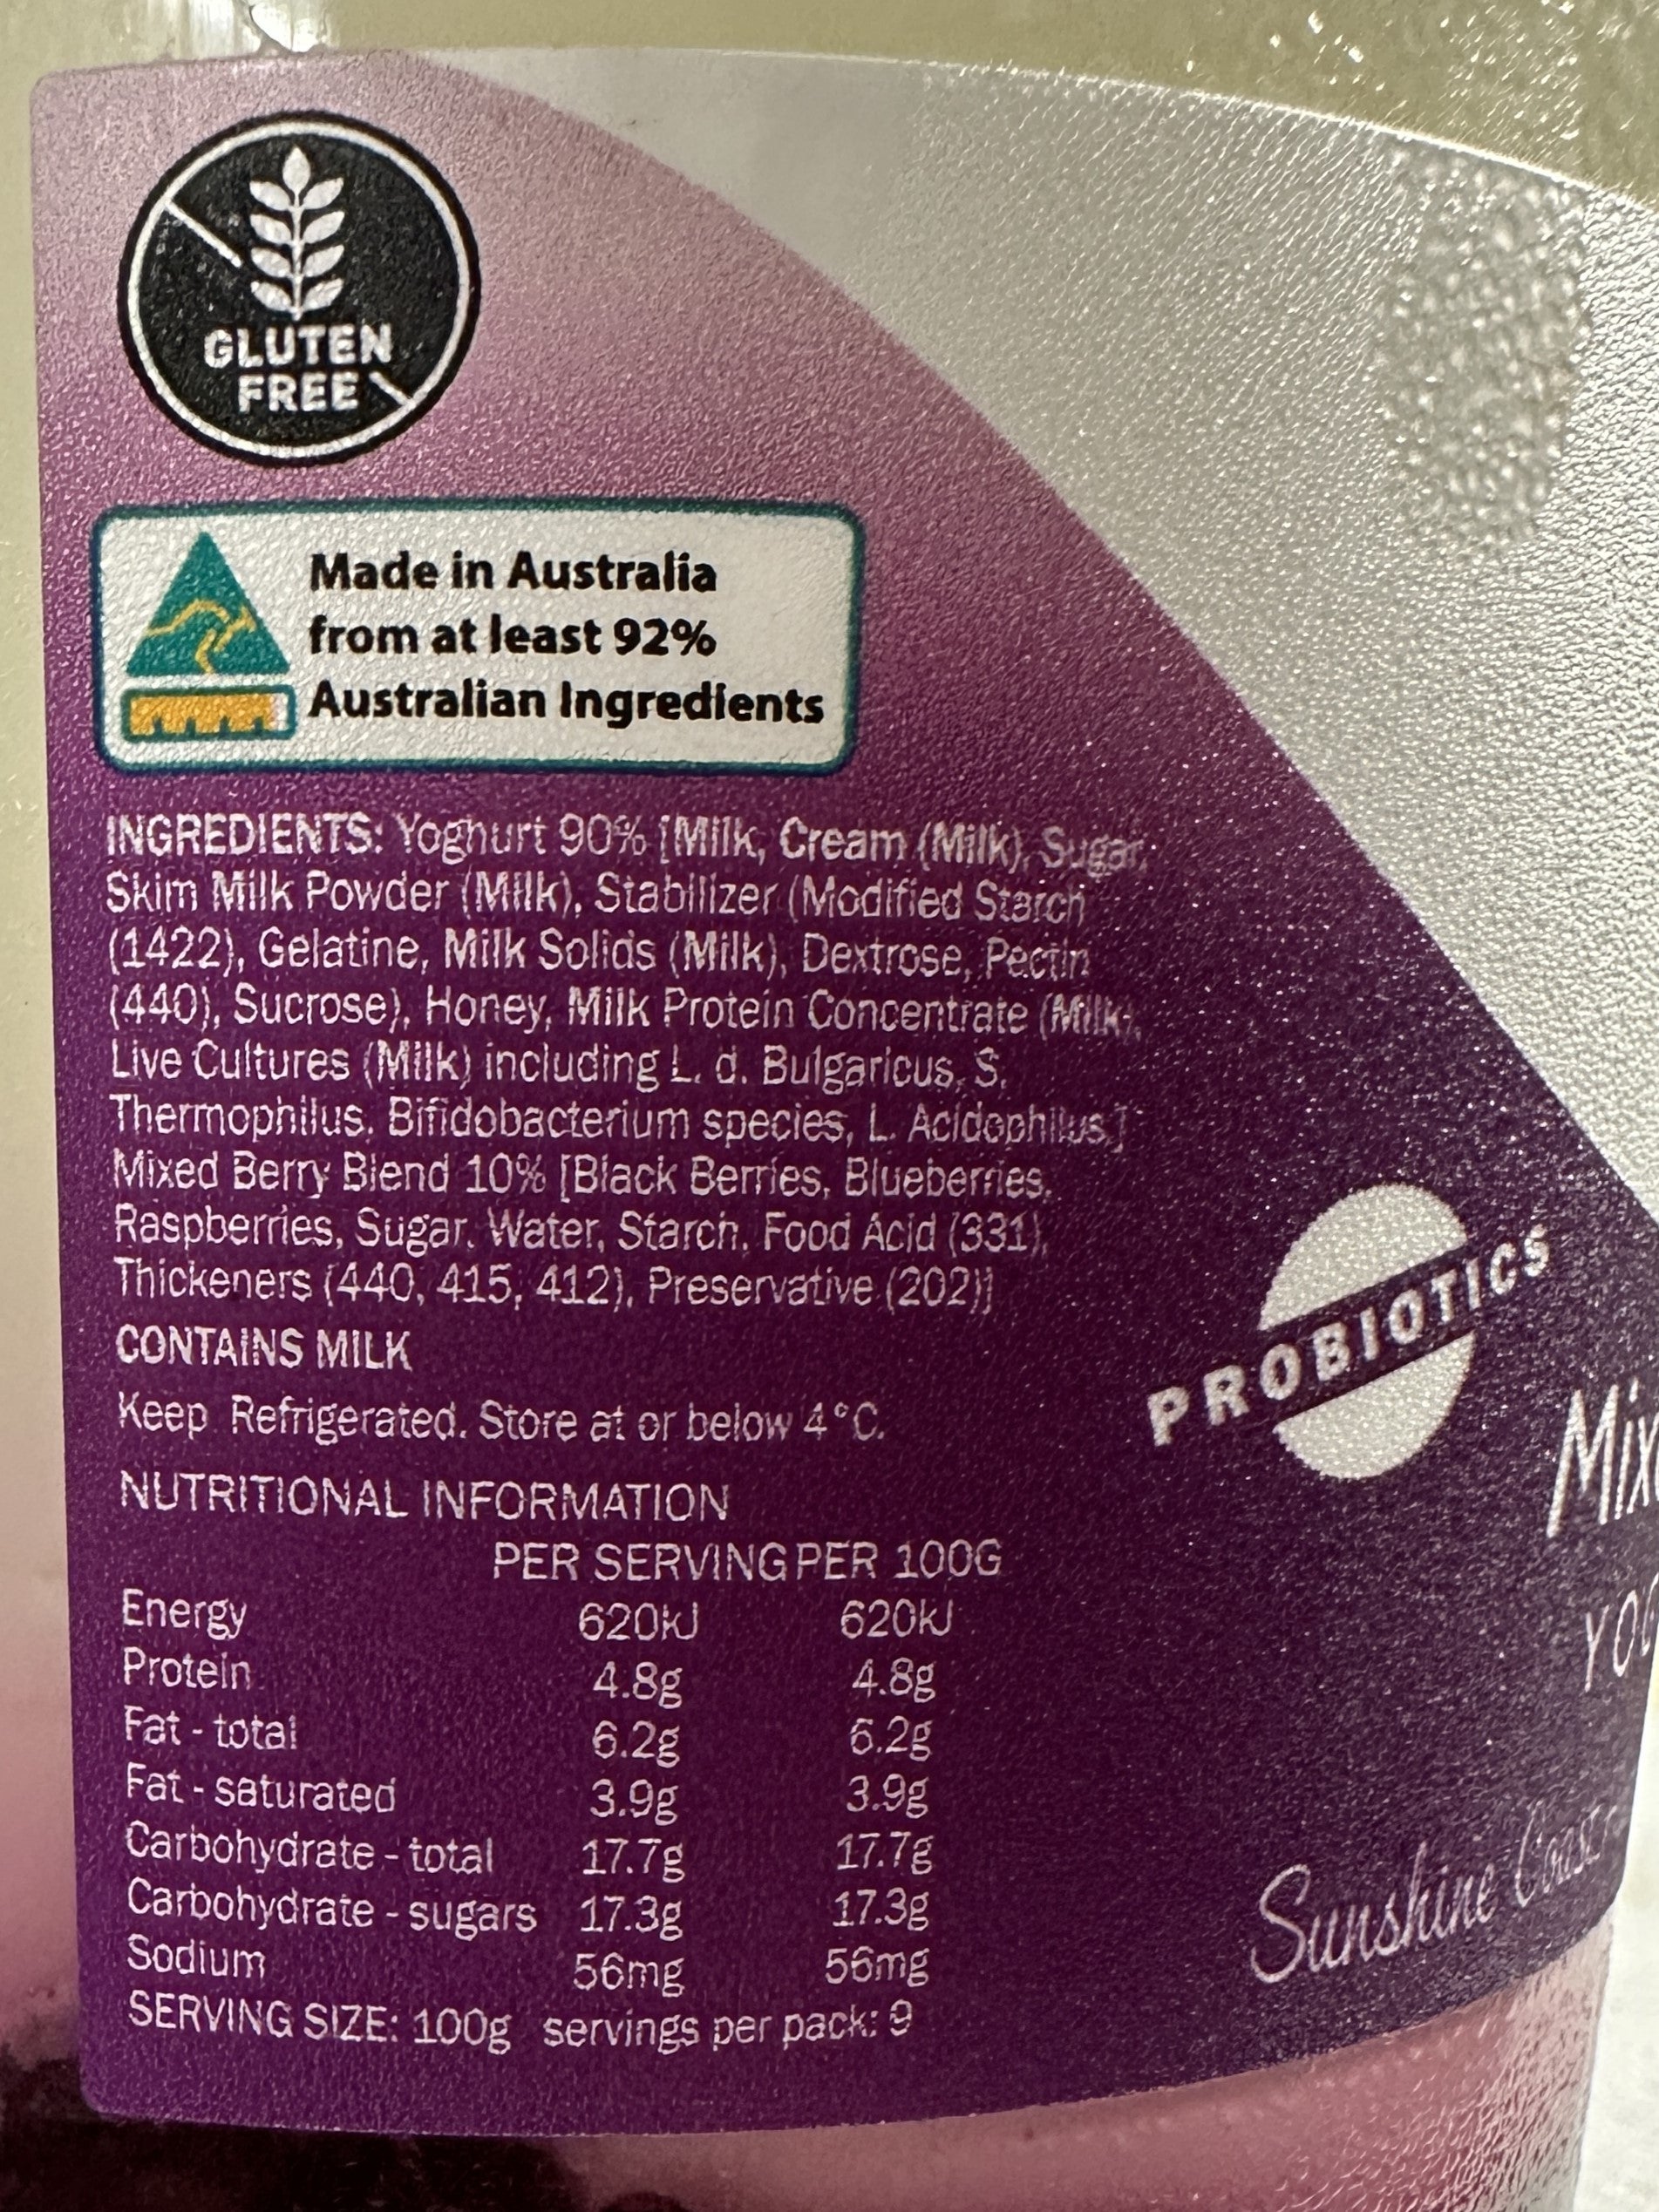 GLUTEN
FREE
Made in Australia
from at least 92%
Australian Ingredients
INGREDIENTS: Yoghurt 90% [Milk, Cream (Milk), Sugar,
Skim Milk Powder (Milk), Stabilizer (Modified Starch
(1422), Gelatine, Milk Solids (Milk), Dextrose, Pectin
(440), Sucrose), Honey, Milk Protein Concentrate (Milk),
Live Cultures (Milk) including L. d. Bulgaricus, S.
Thermophilus. Bifidobacterium species, L. Acidophilus.]
Mixed Berry Blend 10% [Black Berries, Blueberries,
Raspberries, Sugar, Water, Starch, Food Acid (331),
Thickeners (440, 415, 412), Preservative (202)]
CONTAINS MILK
Keep Refrigerated. Store at or below 4°C.
PROBIOTICS
NUTRITIONAL INFORMATION
PER SERVING PER 100G
Energy 620kJ 620kJ
Protein 4.8g 4.8g
Fat - total 6.2g 6.2g
Fat - saturated 3.9g 3.9g
Carbohydrate - total 17.7g 17.7g
Carbohydrate - sugars 17.3g 17.3g
Sodium 56mg 56mg
SERVING SIZE: 100g servings per pack: 9
Mix
YOG
Sunshine Coast